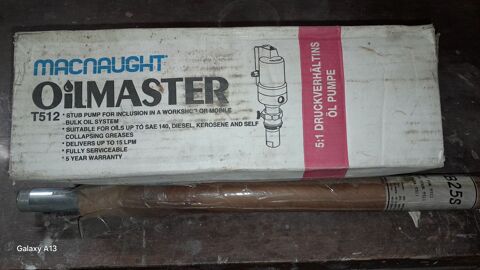 MACNAUGHT
OilMASTER
T512 • STUB PUMP FOR INCLUSION IN A WORKSHOP OR MOBILE
BULK OIL SYSTEM
• SUITABLE FOR OILS UP TO SAE 140, DIESEL, KEROSENE AND SELF
COLLAPSING GREASES
• DELIVERS UP TO 15 LPM
• FULLY SERVICEABLE
• 5 YEAR WARRANTY
5:1 DRUCKVERHÄLTINS
ÖL PUMPE
B25S
Galaxy A13